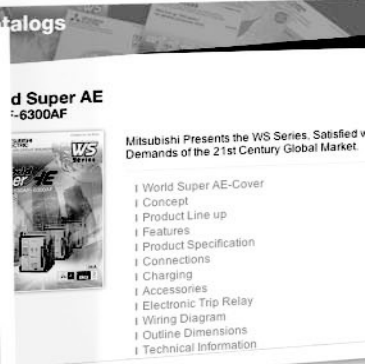 talogs
d Super AE
-6300AF
WS
Series
Mitsubishi Presents the WS Series, Satisfied w
Demands of the 21st Century Global Market.
World Super AE-Cover
Concept
Product Line up
Features
Product Specification
Connections
Charging
Accessories
Electronic Trip Relay
Wiring Diagram
Outline Dimensions
Technical Information